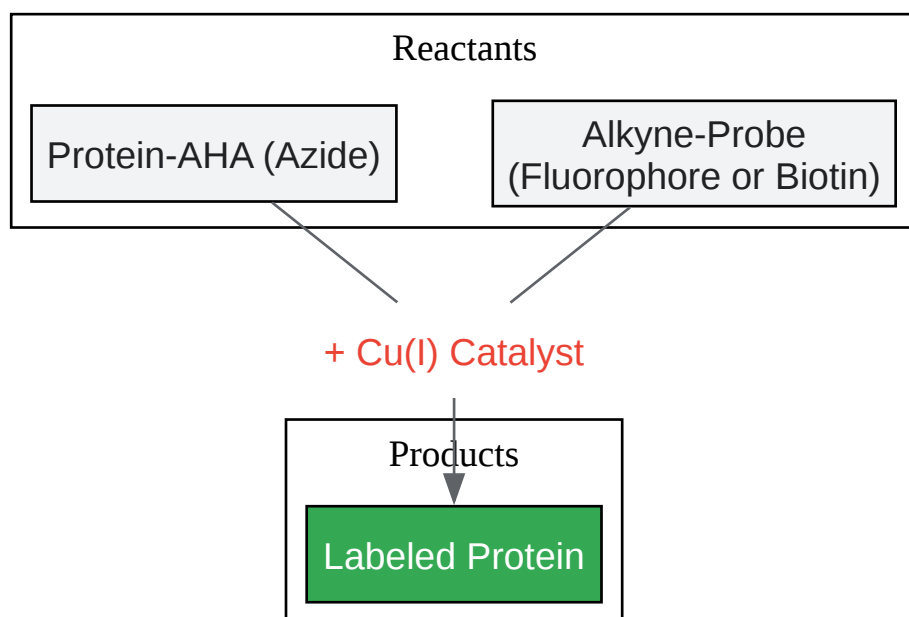 Reactants
Protein-AHA (Azide)
Alkyne-Probe
(Fluorophore or Biotin)
+ Cu(I) Catalyst
Products
Labeled Protein